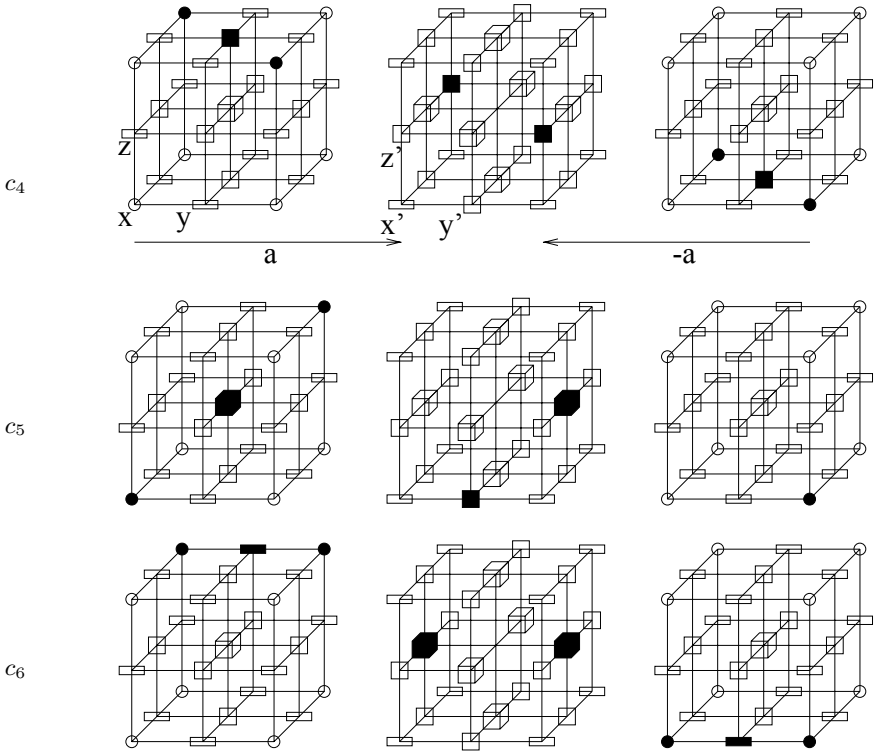 z z'
c₄
x y x' y'
a -a
c₅
c₆